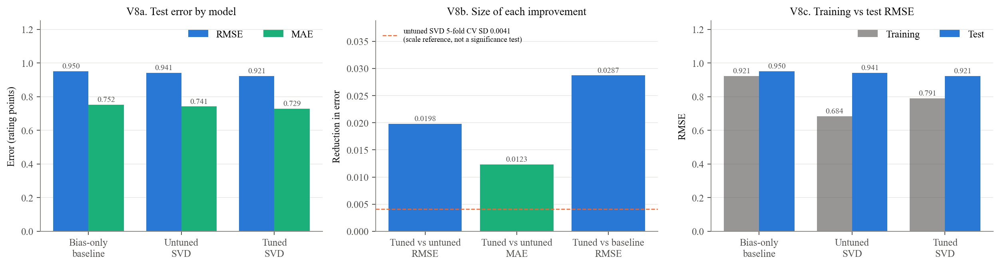 V8a. Test error by model
RMSE
MAE
Error (rating points)
1.2
1.0
0.8
0.6
0.4
0.2
0.0
0.950
0.752
0.941
0.741
0.921
0.729
Bias-only
baseline
Untuned
SVD
Tuned
SVD
V8b. Size of each improvement
untuned SVD 5-fold CV SD 0.0041
(scale reference, not a significance test)
Reduction in error
0.035
0.030
0.025
0.020
0.015
0.010
0.005
0.000
0.0198
0.0123
0.0287
Tuned vs untuned
RMSE
Tuned vs untuned
MAE
Tuned vs baseline
RMSE
V8c. Training vs test RMSE
Training
Test
RMSE
1.2
1.0
0.8
0.6
0.4
0.2
0.0
0.921
0.950
0.684
0.941
0.791
0.921
Bias-only
baseline
Untuned
SVD
Tuned
SVD